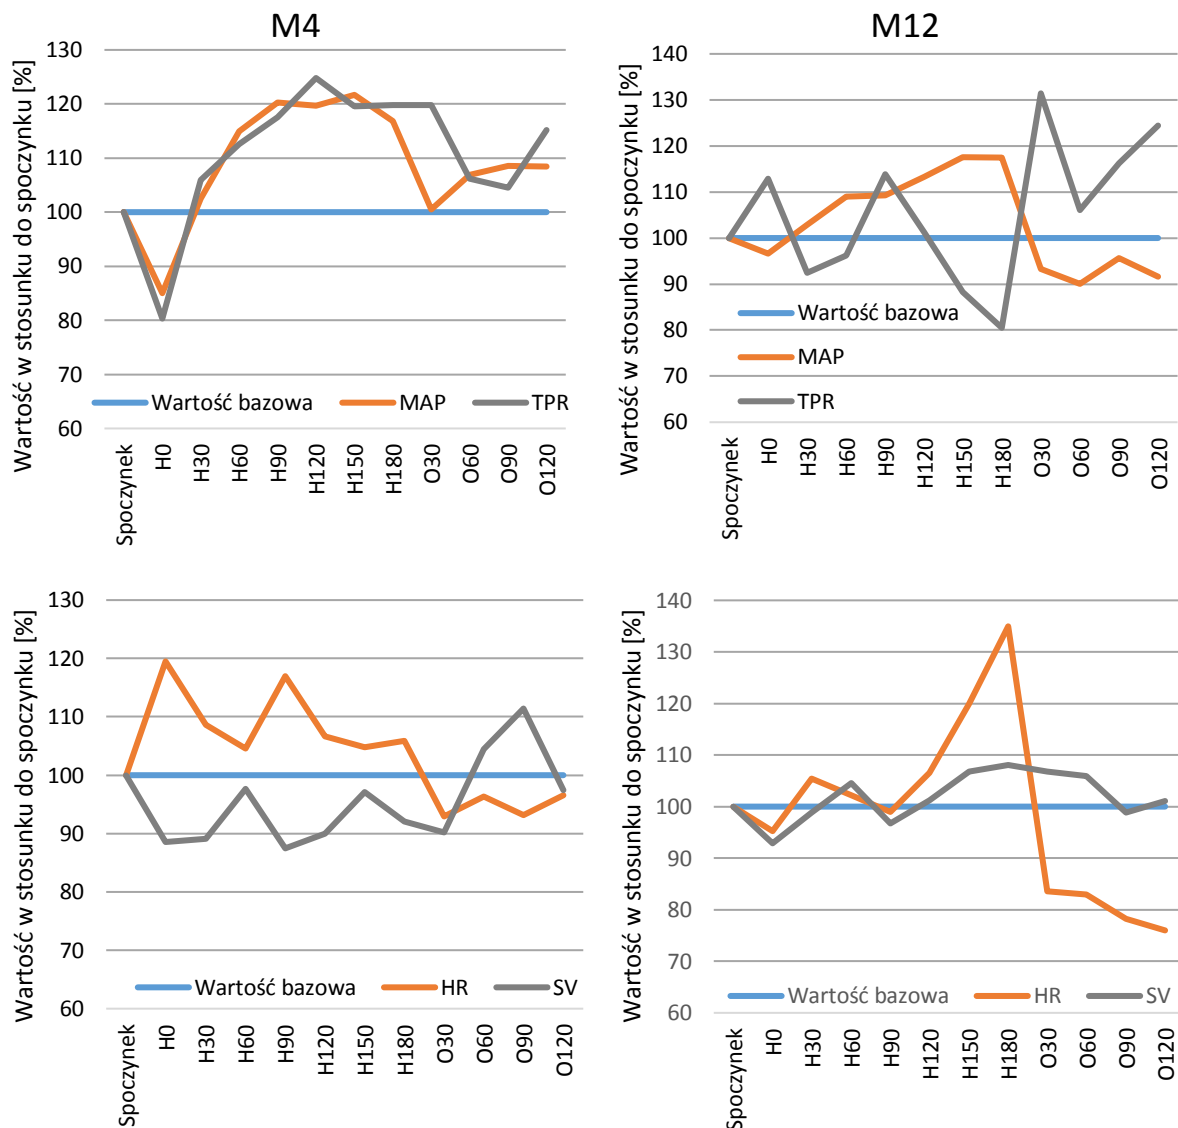 M4
Wartość w stosunku do spoczynku [%]
130
120
110
100
90
80
70
60
Wartość bazowa MAP TPR
Spoczynek H0 H30 H60 H90 H120 H150 H180 O30 O60 O90 O120
M12
Wartość w stosunku do spoczynku [%]
140
130
120
110
100
90
80
70
60
Wartość bazowa
MAP
TPR
Spoczynek H0 H30 H60 H90 H120 H150 H180 O30 O60 O90 O120
Wartość w stosunku do spoczynku [%]
130
120
110
100
90
80
70
60
Wartość bazowa HR SV
Spoczynek H0 H30 H60 H90 H120 H150 H180 O30 O60 O90 O120
Wartość w stosunku do spoczynku [%]
140
130
120
110
100
90
80
70
60
Wartość bazowa HR SV
Spoczynek H0 H30 H60 H90 H120 H150 H180 O30 O60 O90 O120